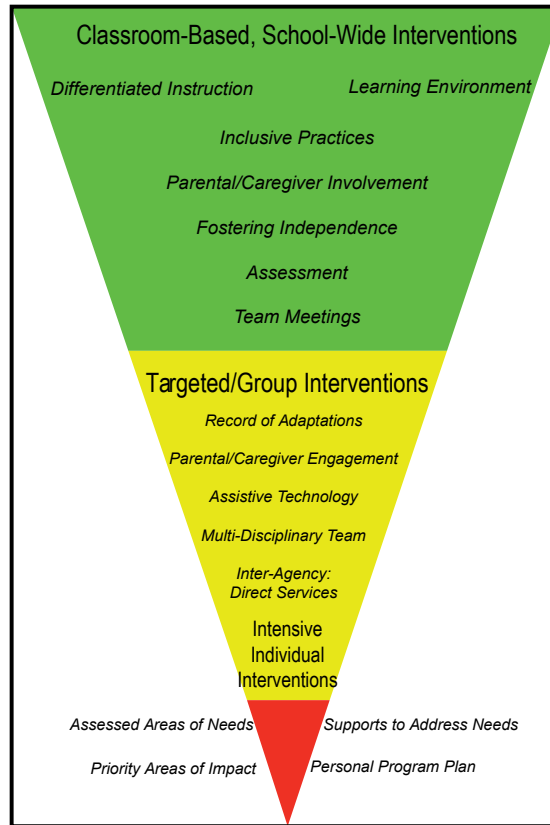 Classroom-Based, School-Wide Interventions
Differentiated Instruction
Learning Environment
Inclusive Practices
Parental/Caregiver Involvement
Fostering Independence
Assessment
Team Meetings
Targeted/Group Interventions
Record of Adaptations
Parental/Caregiver Engagement
Assistive Technology
Multi-Disciplinary Team
Inter-Agency:
Direct Services
Intensive
Individual
Interventions
Assessed Areas of Needs
Supports to Address Needs
Priority Areas of Impact
Personal Program Plan